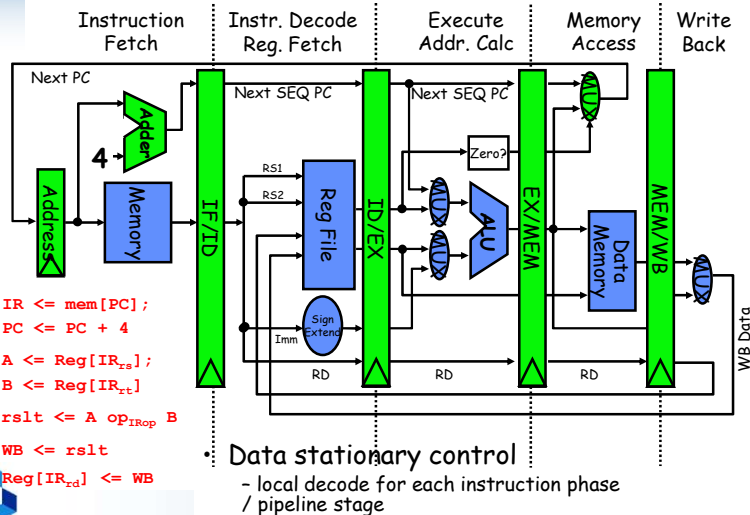 Instruction
Fetch
Instr. Decode
Reg. Fetch
Execute
Addr. Calc
Memory
Access
Write
Back
Next PC
Next SEQ PC
Next SEQ PC
MUX
4
Adder
Zero?
RS1
RS2
Address
Memory
IF/ID
Reg File
ID/EX
MUX
MUX
ALU
EX/MEM
Data
Memory
MEM/WB
MUX
Sign
Extend
Imm
WB Data
RD
RD
RD
IR <= mem[PC];
PC <= PC + 4
A <= Reg[IRrs];
B <= Reg[IRrt]
rslt <= A opIRop B
WB <= rslt
Reg[IRrd] <= WB
• Data stationary control
– local decode for each instruction phase
/ pipeline stage